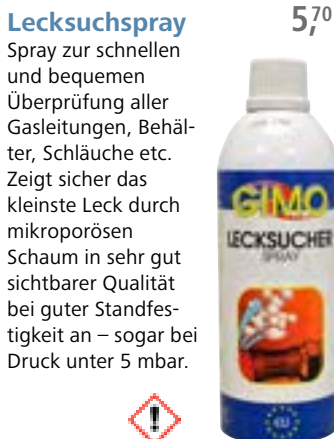 Lecksuchspray
5,70
Spray zur schnellen
und bequemen
Überprüfung aller
Gasleitungen, Behäl-
ter, Schläuche etc.
Zeigt sicher das
kleinste Leck durch
mikroporösen
Schaum in sehr gut
sichtbarer Qualität
bei guter Standfes-
tigkeit an – sogar bei
Druck unter 5 mbar.
GIMO
LECKSUCHER
SPRAY
EU